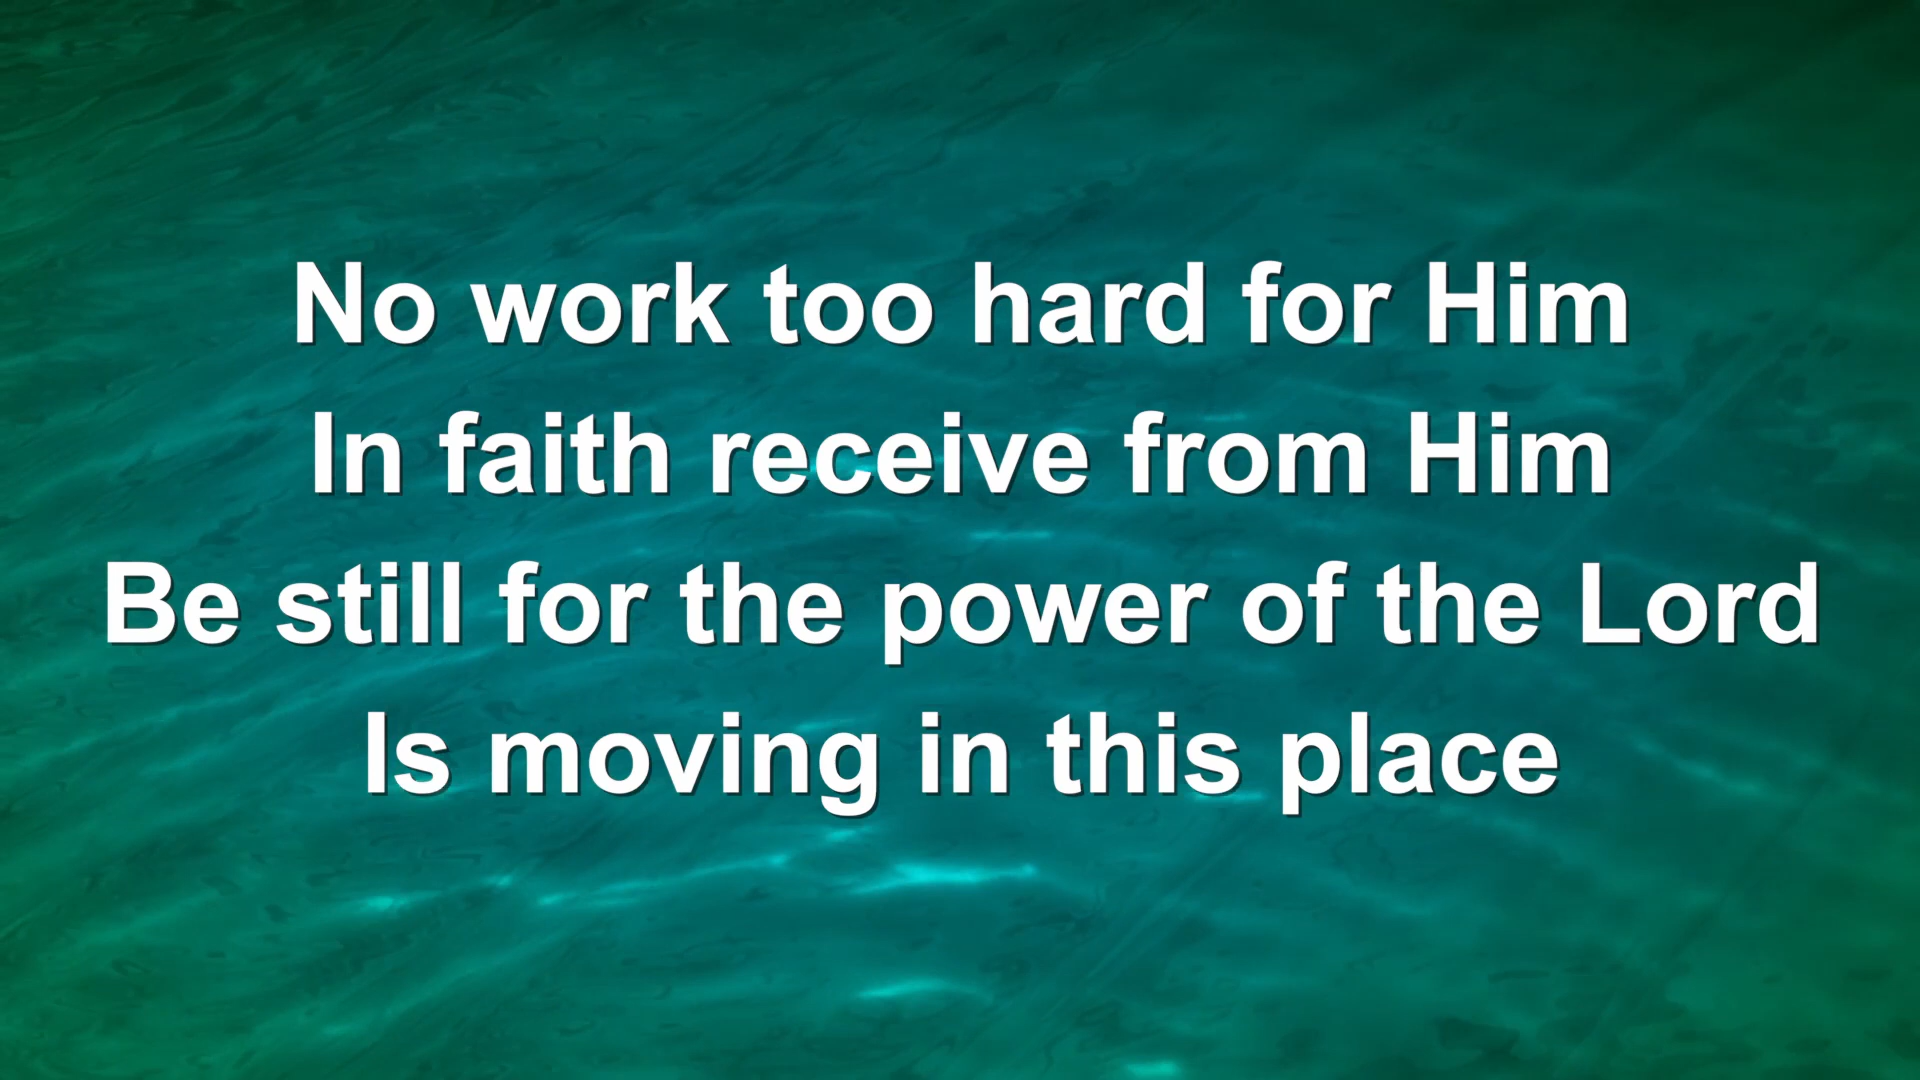 No work too hard for Him
In faith receive from Him
Be still for the power of the Lord
Is moving in this place